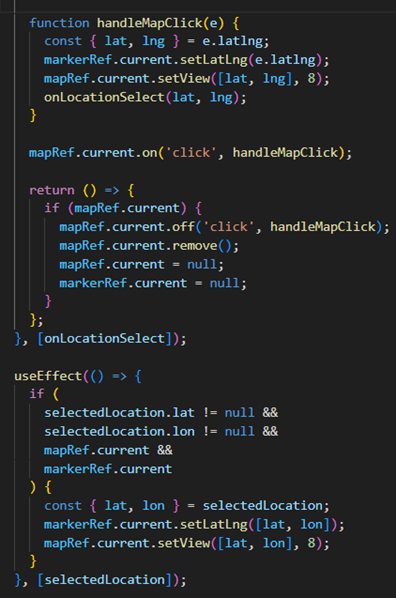 function handleMapClick(e) {
const { lat, lng } = e.latlng;
markerRef.current.setLatLng(e.latlng);
mapRef.current.setView([lat, lng], 8);
onLocationSelect(lat, lng);
}
mapRef.current.on('click', handleMapClick);
return () => {
if (mapRef.current) {
mapRef.current.off('click', handleMapClick);
mapRef.current.remove();
mapRef.current = null;
markerRef.current = null;
}
};
}, [onLocationSelect]);
useEffect(() => {
if (
selectedLocation.lat != null &&
selectedLocation.lon != null &&
mapRef.current &&
markerRef.current
) {
const { lat, lon } = selectedLocation;
markerRef.current.setLatLng([lat, lon]);
mapRef.current.setView([lat, lon], 8);
}
}, [selectedLocation]);